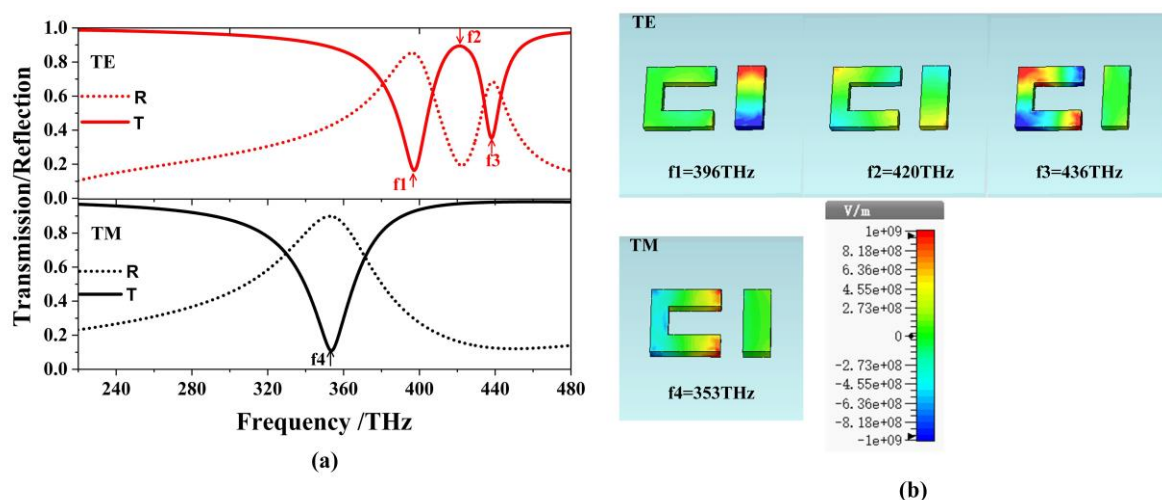 (a)
Transmission/Reflection
1.0
0.8
0.6
0.4
0.2
0.0
TE
R
T
f1
f2
f3
1.0
0.8
0.6
0.4
0.2
0.0
TM
R
T
f4
240 280 320 360 400 440 480
Frequency /THz
(a)
TE
f1=396THz f2=420THz f3=436THz
TM
f4=353THz
V/m
1e+09
8.18e+08
6.36e+08
4.55e+08
2.73e+08
0
-2.73e+08
-4.55e+08
-6.36e+08
-8.18e+08
-1e+09
(b)